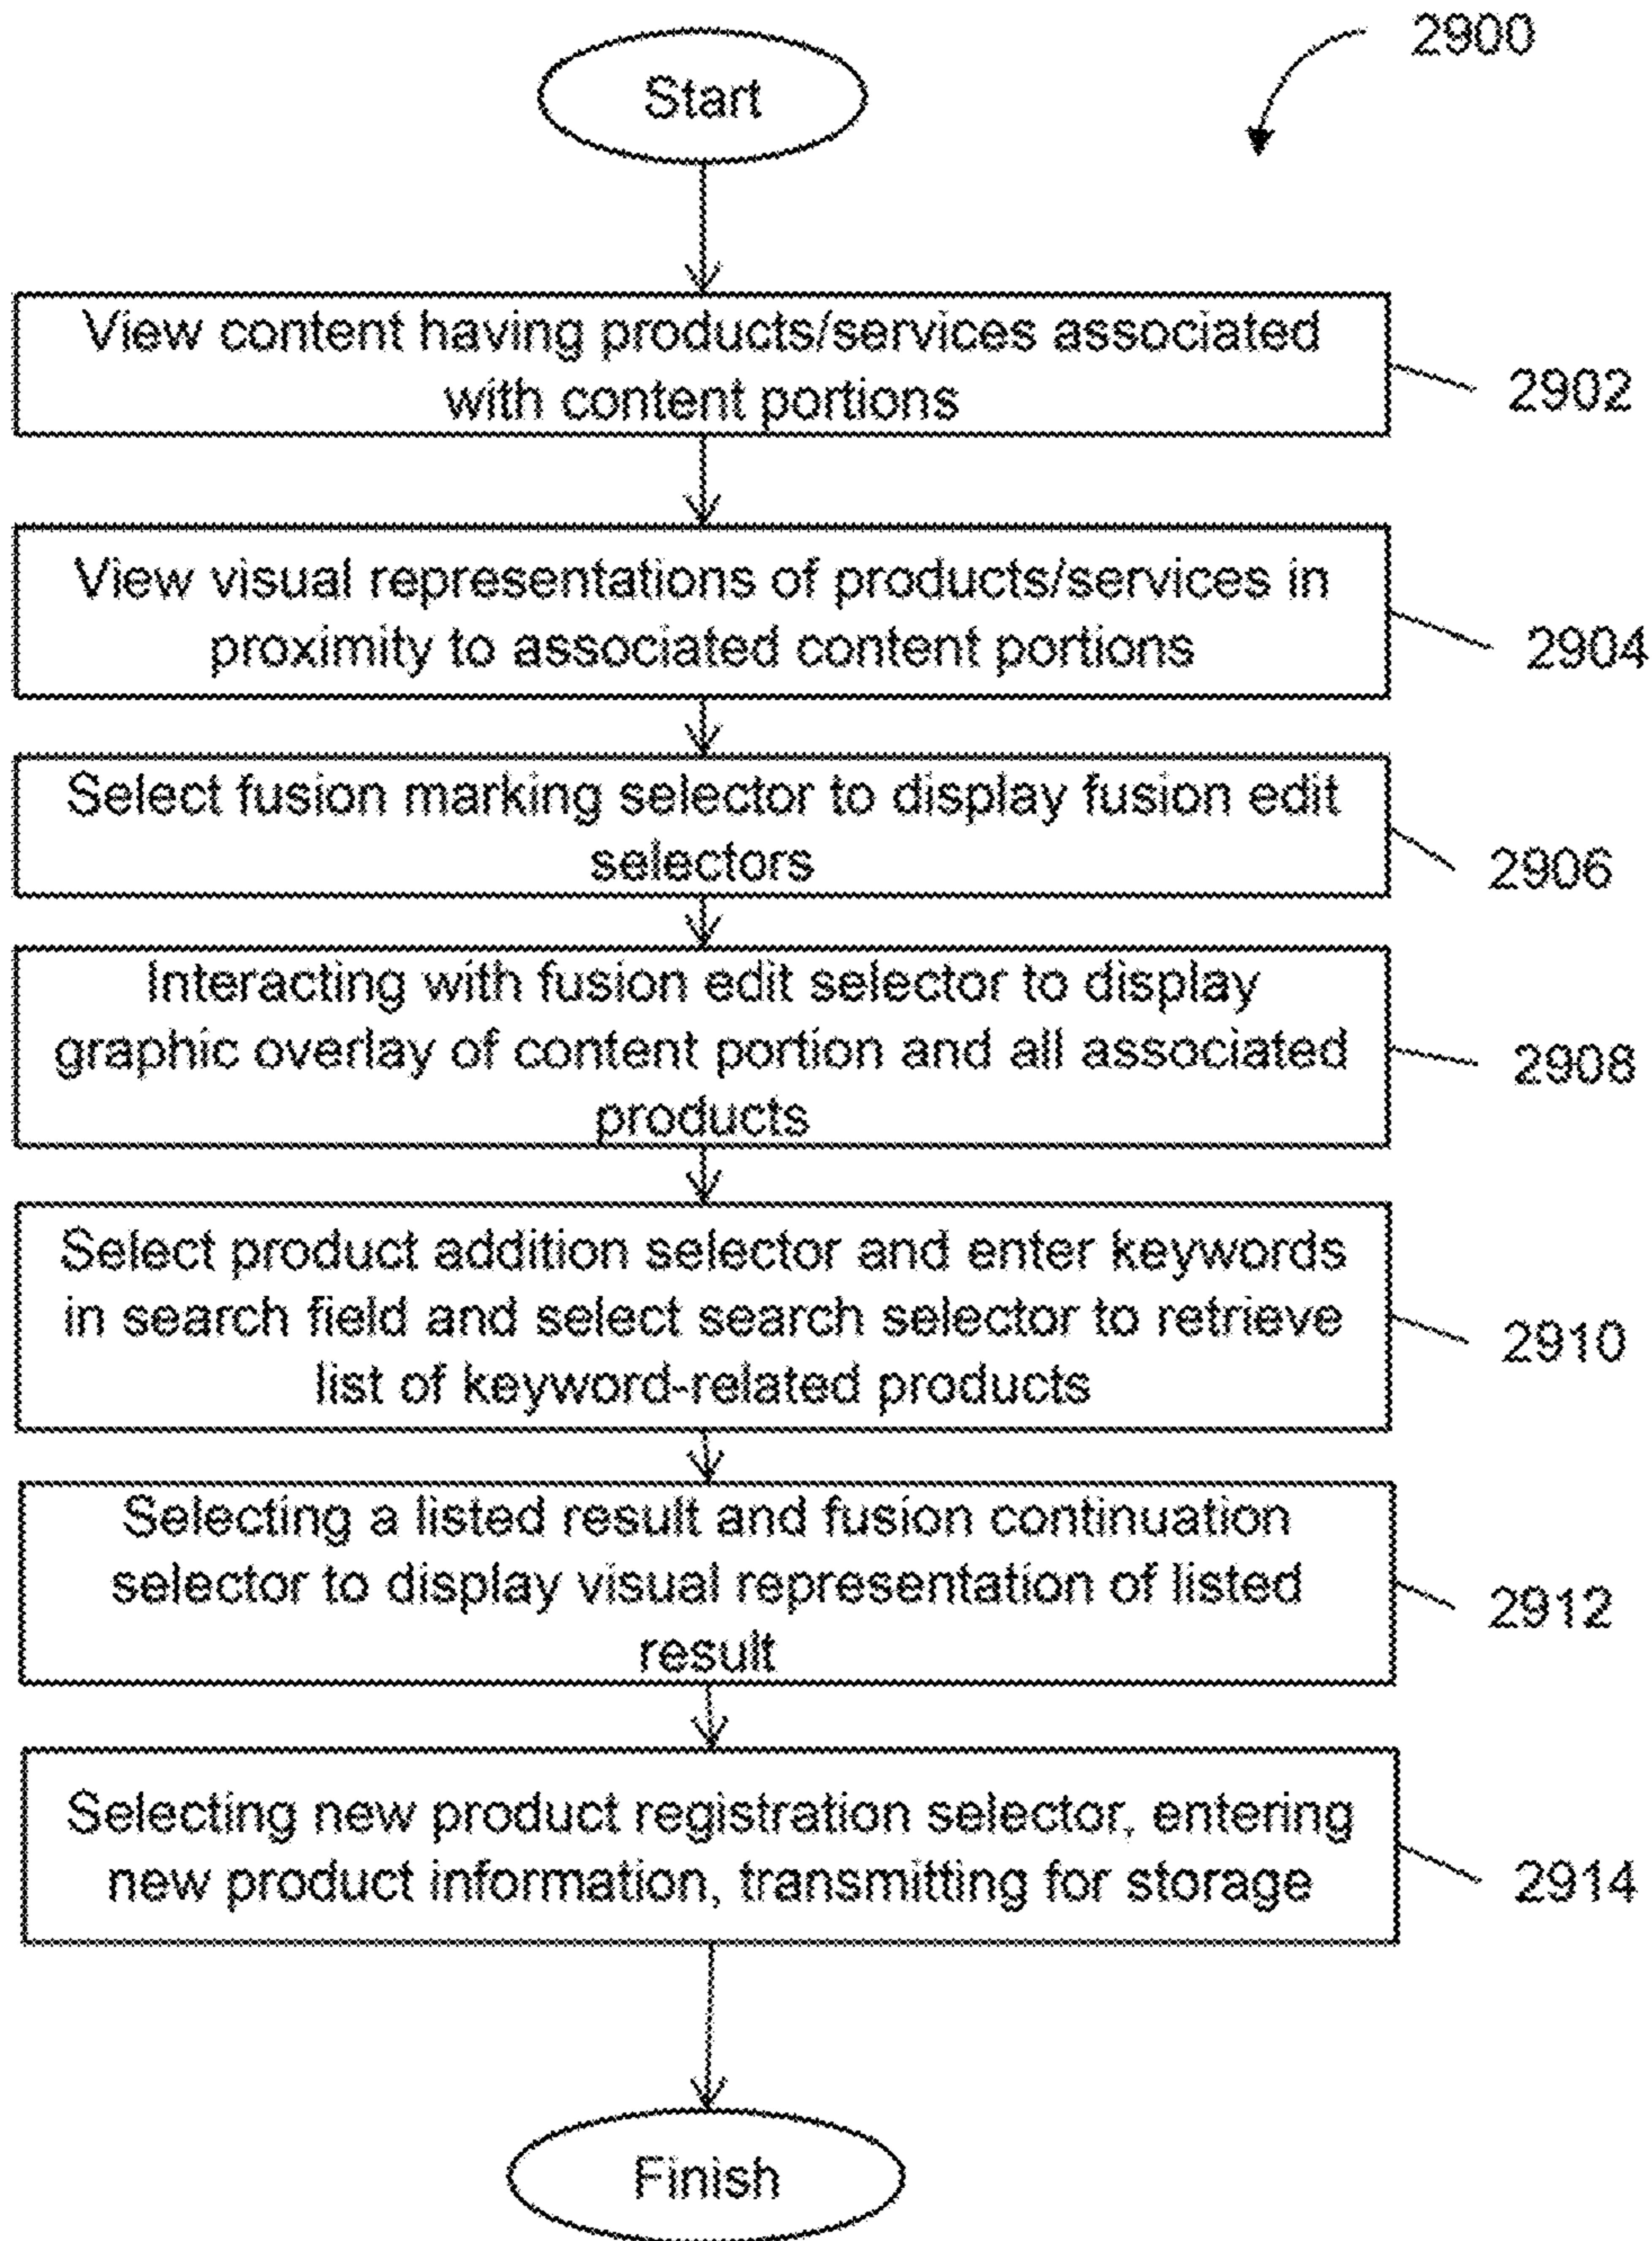 2900
Start
View content having products/services associated
with content portions
2902
View visual representations of products/services in
proximity to associated content portions
2904
Select fusion marking selector to display fusion edit
selectors
2906
Interacting with fusion edit selector to display
graphic overlay of content portion and all associated
products
2908
Select product addition selector and enter keywords
in search field and select search selector to retrieve
list of keyword-related products
2910
Selecting a listed result and fusion continuation
selector to display visual representation of listed
result
2912
Selecting new product registration selector, entering
new product information, transmitting for storage
2914
Finish